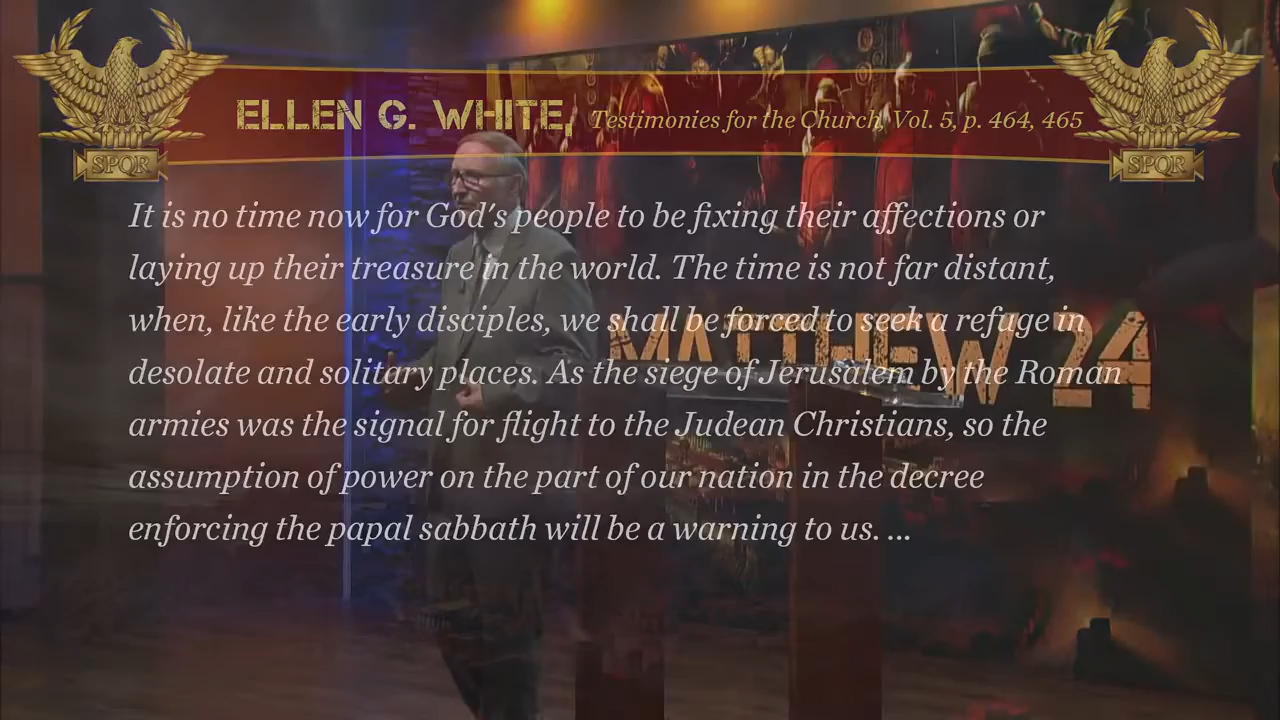 ELLEN G. WHITE, Testimonies for the Church, Vol. 5, p. 464, 465
SPQR SPQR
It is no time now for God's people to be fixing their affections or
laying up their treasure in the world. The time is not far distant,
when, like the early disciples, we shall be forced to seek a refuge in
desolate and solitary places. As the siege of Jerusalem by the Roman
armies was the signal for flight to the Judean Christians, so the
assumption of power on the part of our nation in the decree
enforcing the papal sabbath will be a warning to us. ...
MATTHEW 24